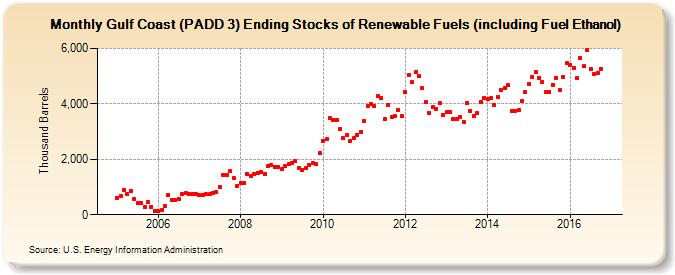 Monthly Gulf Coast (PADD 3) Ending Stocks of Renewable Fuels (including Fuel Ethanol)
Thousand Barrels
6,000
4,000
2,000
0
2006 2008 2010 2012 2014 2016
Source: U.S. Energy Information Administration